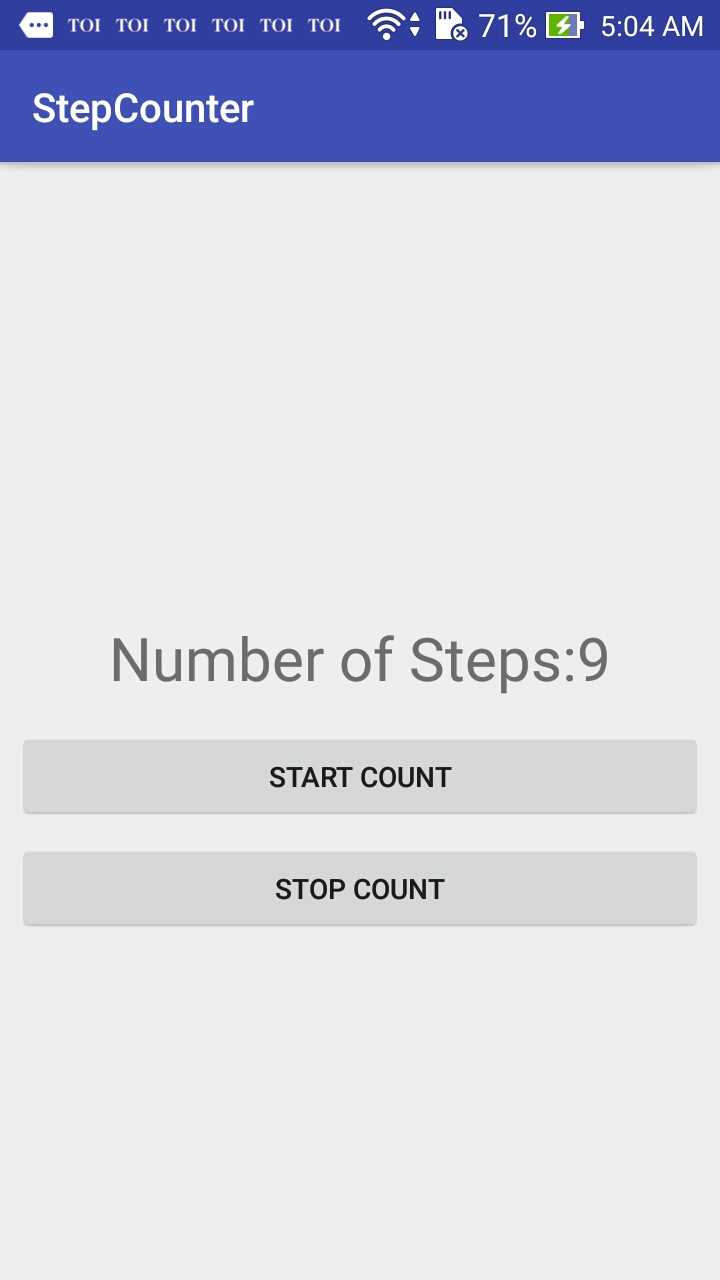 TOI TOI TOI TOI TOI TOI 71% 5:04 AM
StepCounter
Number of Steps:9
START COUNT
STOP COUNT